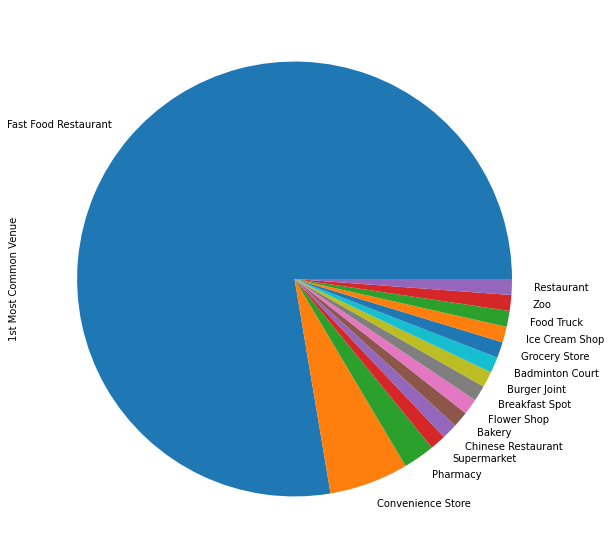 Fast Food Restaurant
1st Most Common Venue
Restaurant
Zoo
Food Truck
Ice Cream Shop
Grocery Store
Badminton Court
Burger Joint
Breakfast Spot
Flower Shop
Bakery
Chinese Restaurant
Supermarket
Pharmacy
Convenience Store